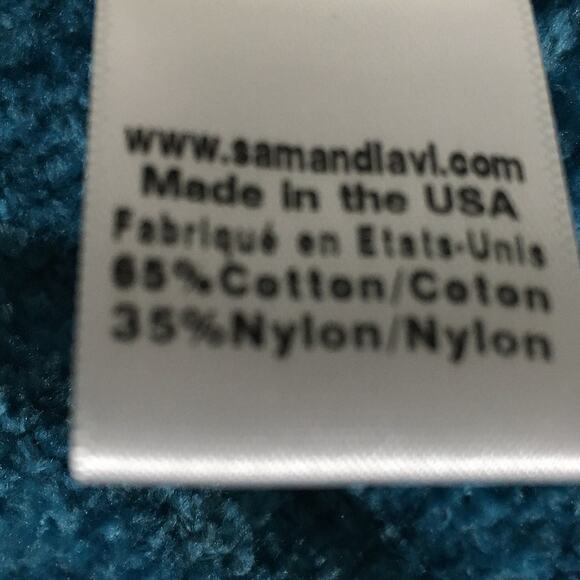 www.samandlavi.com
Made in the USA
Fabriqué en Etats-Unis
65%Cotton/Coton
35%Nylon/Nylon